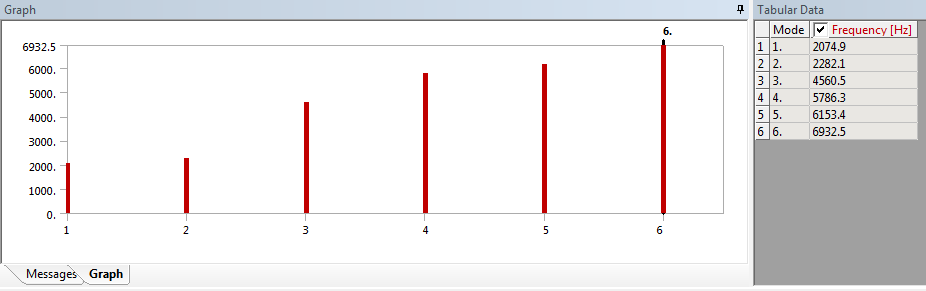 Graph
6.
6932.5
6000.
5000.
4000.
3000.
2000.
1000.
0.
1 2 3 4 5 6
Messages Graph
Tabular Data
Mode Frequency [Hz]
1 1. 2074.9
2 2. 2282.1
3 3. 4560.5
4 4. 5786.3
5 5. 6153.4
6 6. 6932.5